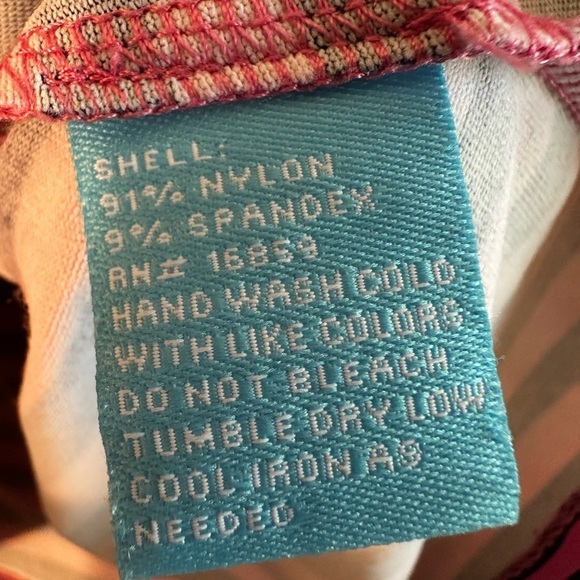 SHELL:
91% NYLON
9% SPANDEX
RN# 16859
HAND WASH COLD
WITH LIKE COLORS
DO NOT BLEACH
TUMBLE DRY LOW
COOL IRON AS
NEEDED